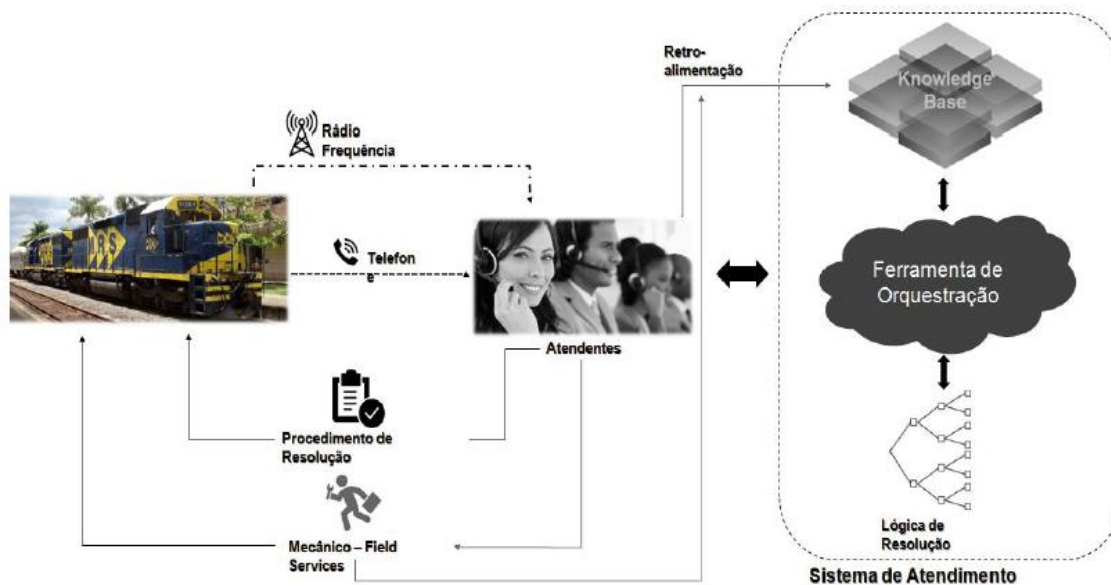 Retro-
alimentação
Knowledge
Base
Rádio
Frequência
MRS
Telefon
e
Ferramenta de
Orquestração
Atendentes
Procedimento de
Resolução
Mecânico – Field
Services
Lógica de
Resolução
Sistema de Atendimento